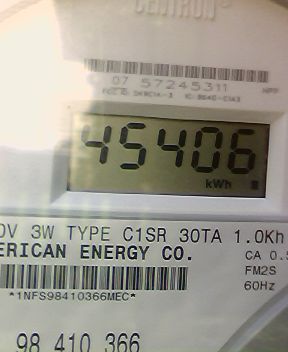 CENTRON
07 57245311
45406
kWh
0V 3W TYPE C1SR 30TA 1.0Kh
ERICAN ENERGY CO. CA 0.5
FM2S
*1NFS98410366MEC* 60Hz
98 410 366